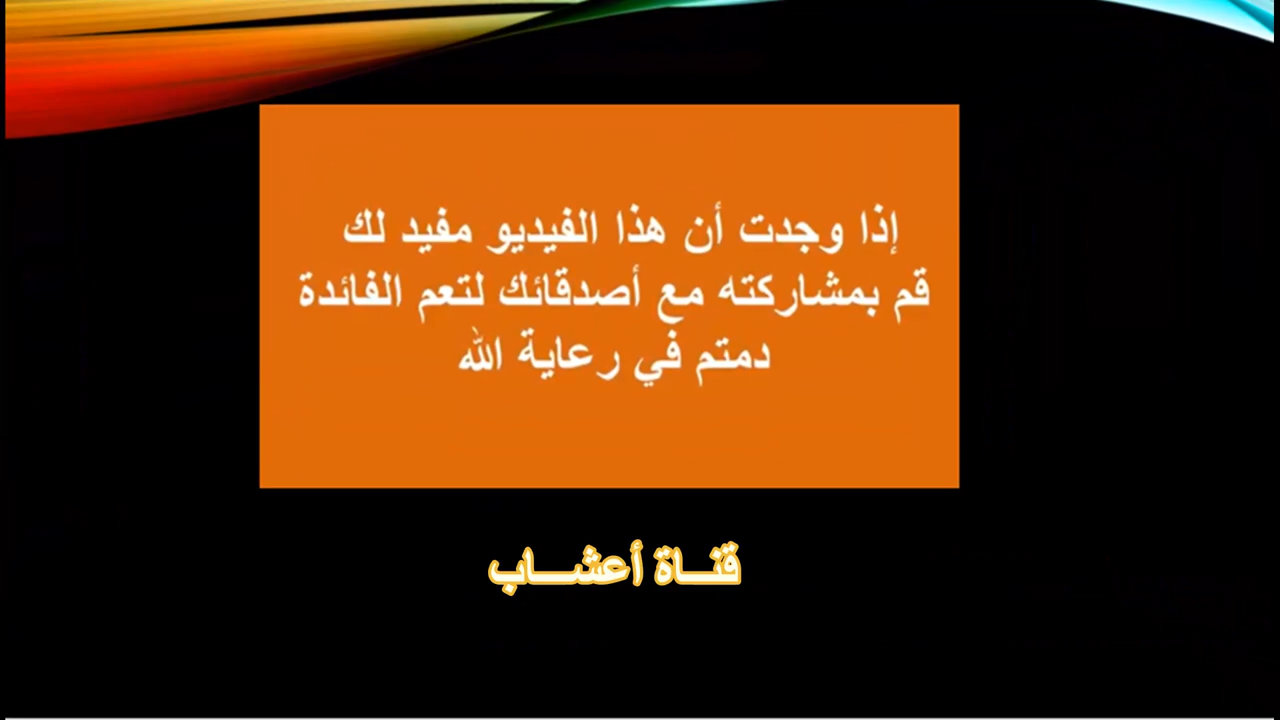 إذا وجدت أن هذا الفيديو مفيد لك
قم بمشاركته مع أصدقائك لتعم الفائدة
دمتم في رعاية الله
قنـــاة أعشـــاب